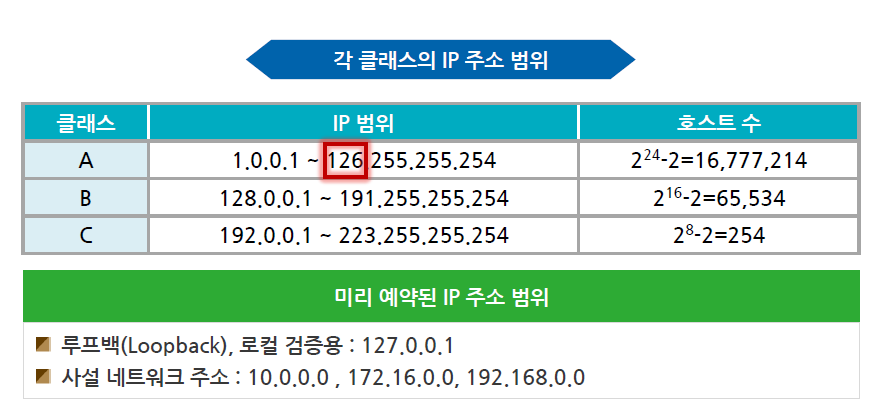 각 클래스의 IP 주소 범위
클래스 IP 범위 호스트 수
A 1.0.0.1 ~ 126.255.255.254 2²⁴-2=16,777,214
B 128.0.0.1 ~ 191.255.255.254 2¹⁶-2=65,534
C 192.0.0.1 ~ 223.255.255.254 2⁸-2=254
미리 예약된 IP 주소 범위
루프백(Loopback), 로컬 검증용 : 127.0.0.1
사설 네트워크 주소 : 10.0.0.0 , 172.16.0.0, 192.168.0.0